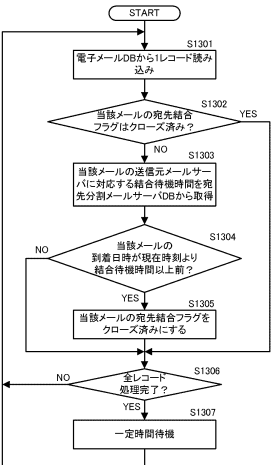 START
S1301
電子メールDBから1レコード読み
込み
S1302
当該メールの宛先結合
フラグはクローズ済み？
YES
NO
S1303
当該メールの送信元メールサー
バに対応する結合待機時間を宛
先分割メールサーバDBから取得
S1304
NO
当該メールの
到着日時が現在時刻より
結合待機時間以上前？
YES
S1305
当該メールの宛先結合フラグを
クローズ済みにする
S1306
NO
全レコード
処理完了？
YES
S1307
一定時間待機